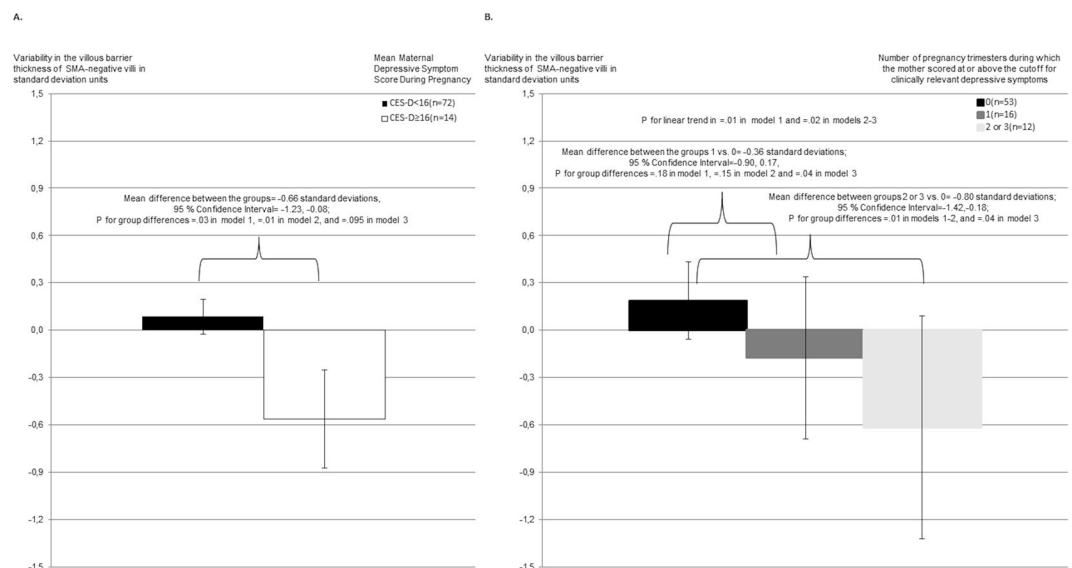 A.
Variability in the villous barrier
thickness of SMA-negative villi in
standard deviation units
Mean Maternal
Depressive Symptom
Score During Pregnancy
CES-D<16(n=72)
CES-D≥16(n=14)
1,5
1,2
0,9
0,6
0,3
0,0
-0,3
-0,6
-0,9
-1,2
-1,5
Mean difference between the groups= -0.66 standard deviations,
95 % Confidence Interval= -1.23, -0.08;
P for group differences =.03 in model 1, =.01 in model 2, and =.095 in model 3
B.
Variability in the villous barrier
thickness of SMA-negative villi in
standard deviation units
Number of pregnancy trimesters during which
the mother scored at or above the cutoff for
clinically relevant depressive symptoms
0(n=53)
1(n=16)
2 or 3(n=12)
1,5
1,2
0,9
0,6
0,3
0,0
-0,3
-0,6
-0,9
-1,2
-1,5
P for linear trend in =.01 in model 1 and =.02 in models 2-3
Mean difference between the groups 1 vs. 0= -0.36 standard deviations;
95 % Confidence Interval=-0.90, 0.17,
P for group differences =.18 in model 1, =.15 in model 2 and =.04 in model 3
Mean difference between groups 2 or 3 vs. 0= -0.80 standard deviations;
95 % Confidence Interval=-1.42,-0.18;
P for group differences =.01 in models 1-2, and =.04 in model 3